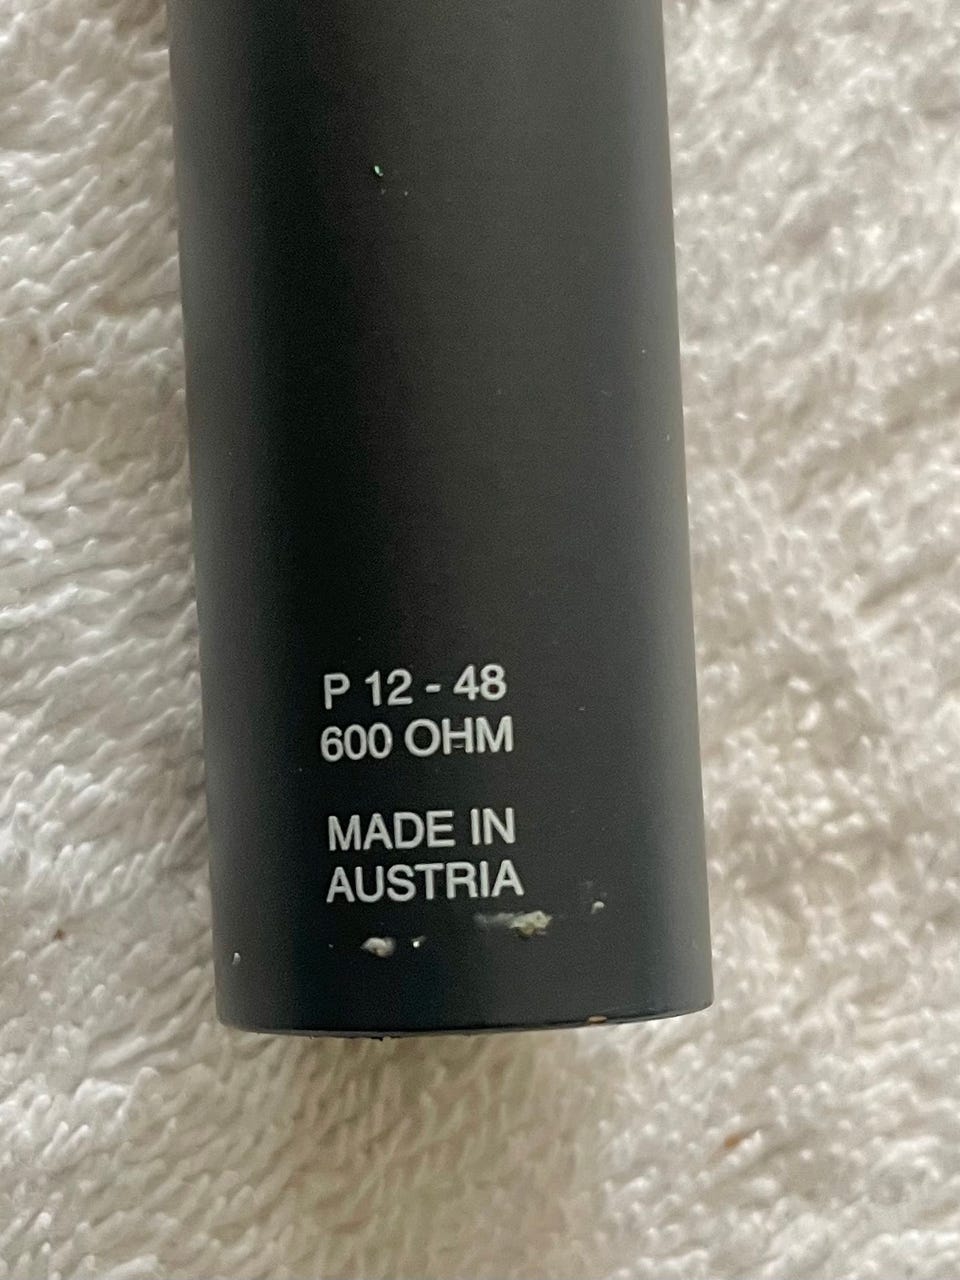 P 12 - 48
600 OHM
MADE IN
AUSTRIA